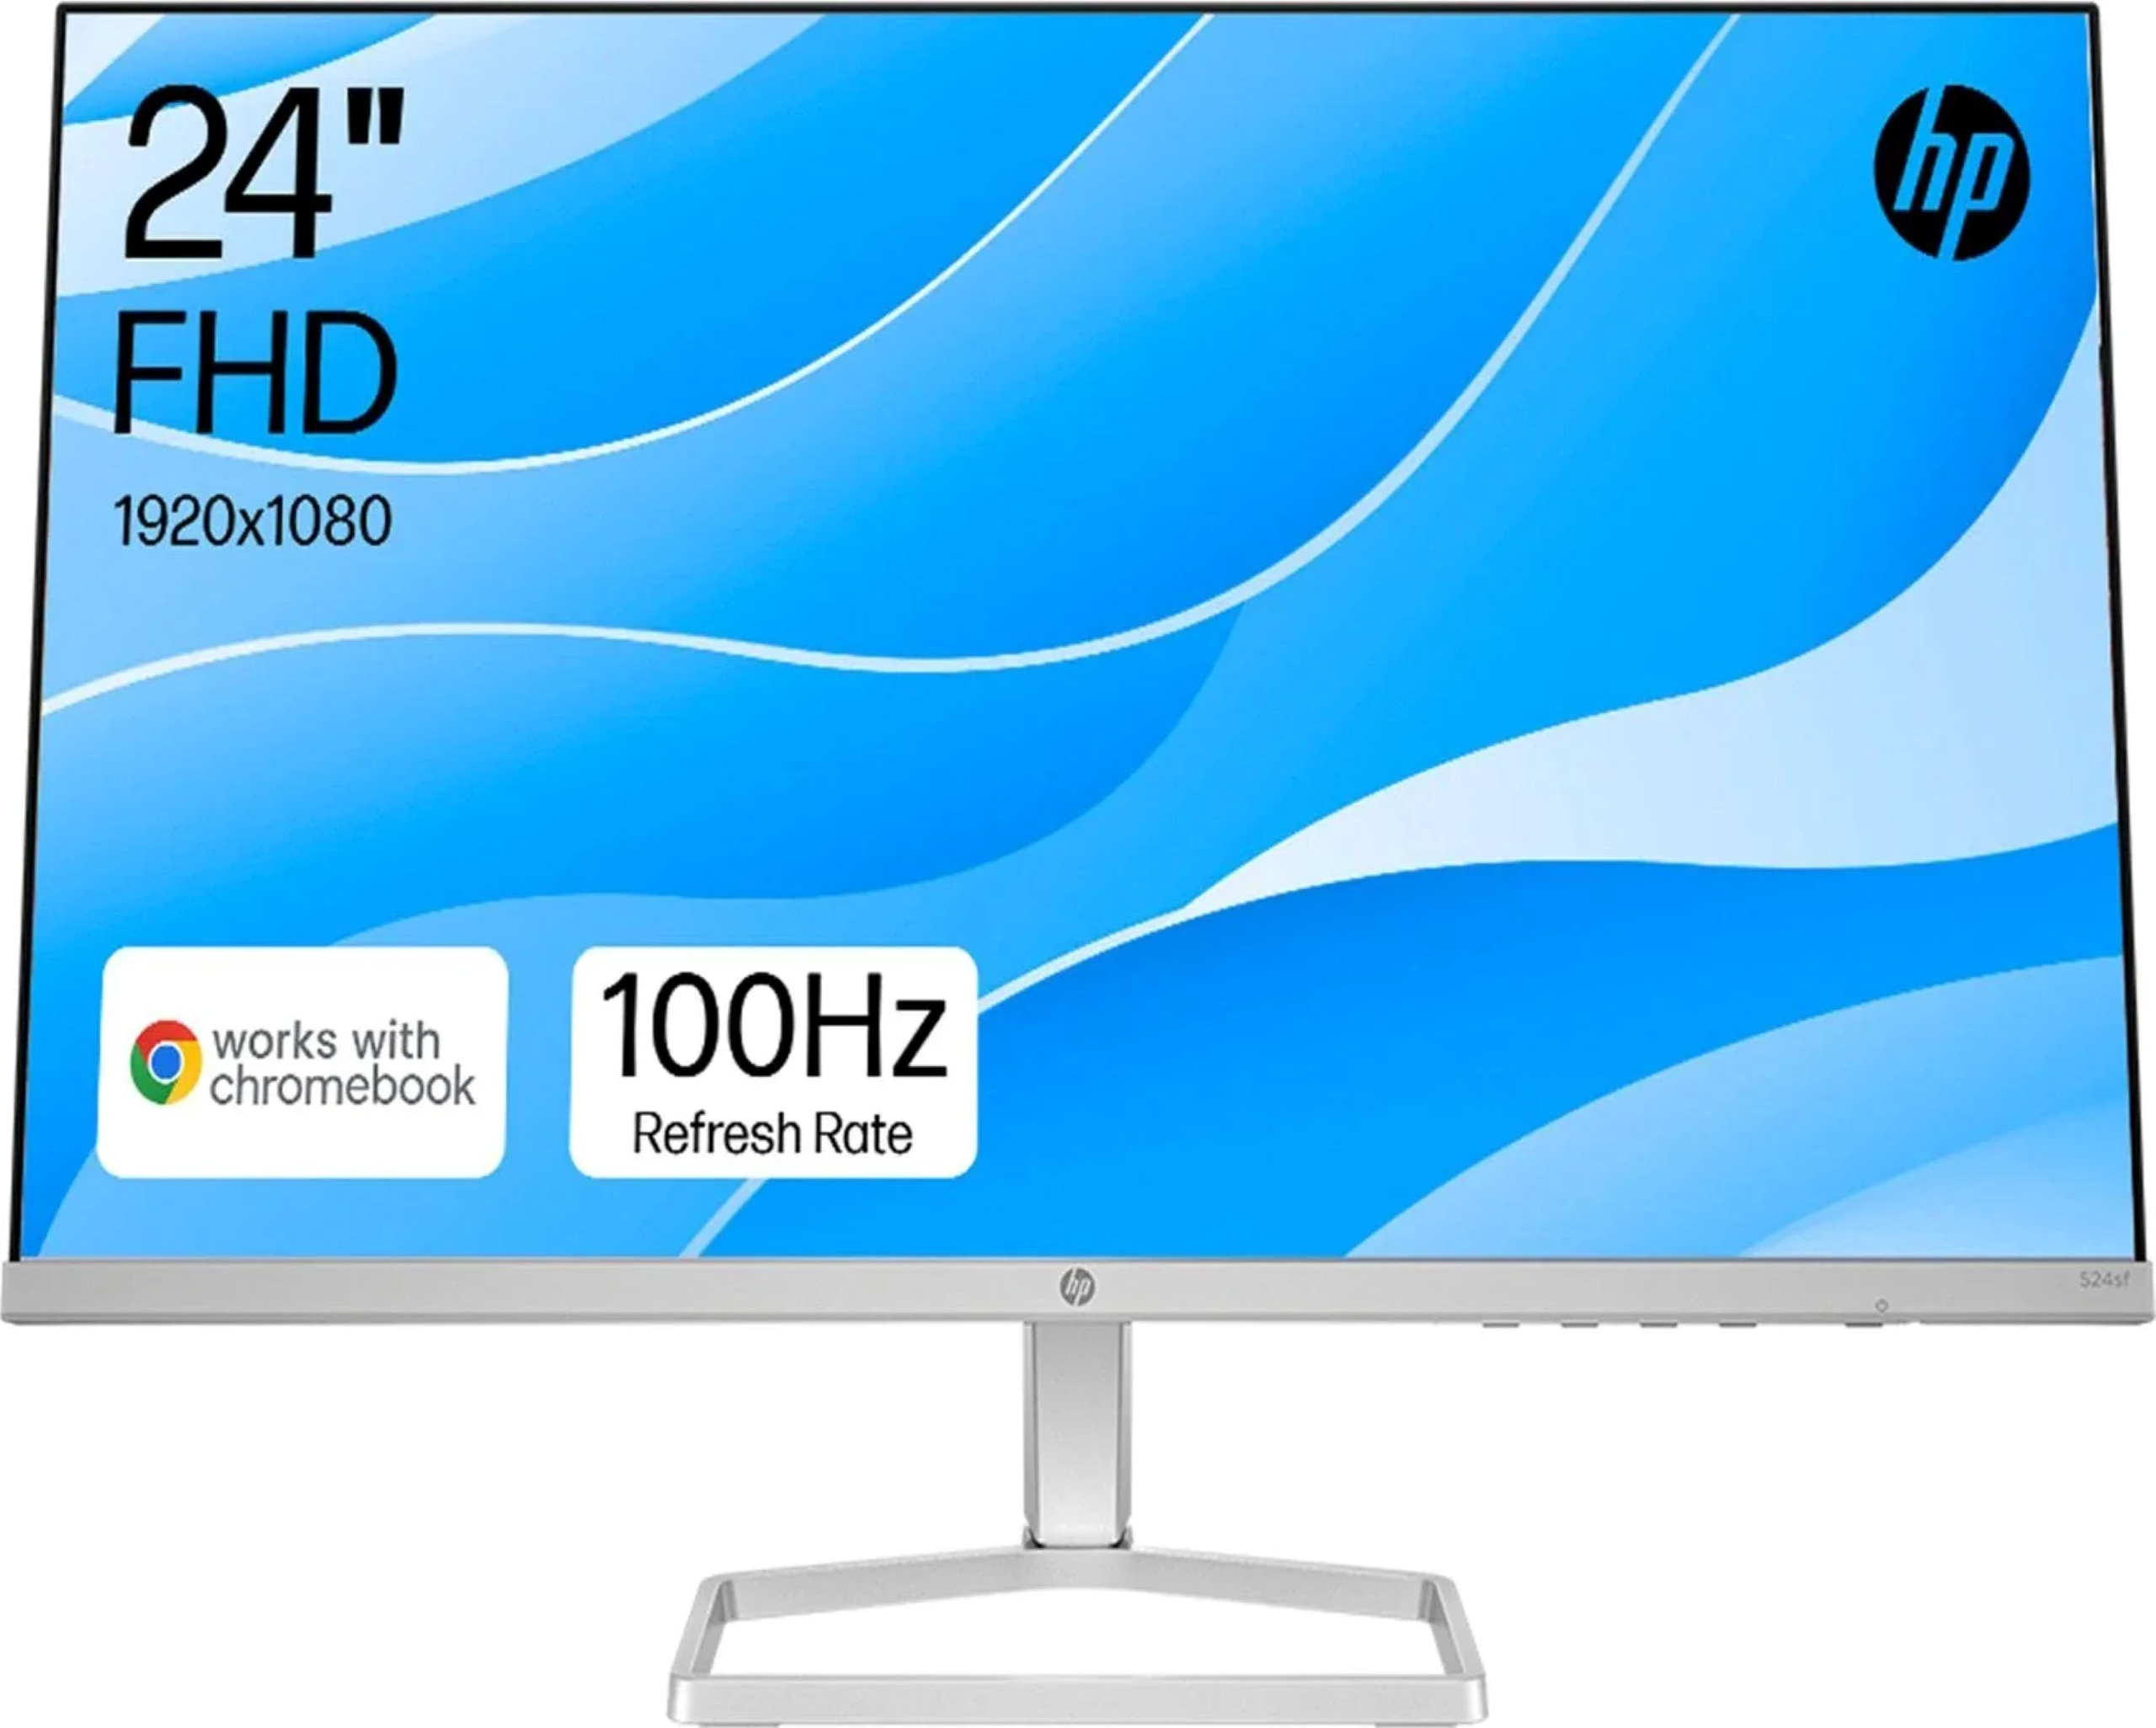 24"
hp
FHD
1920x1080
works with
chromebook
100Hz
Refresh Rate
hp
524sf